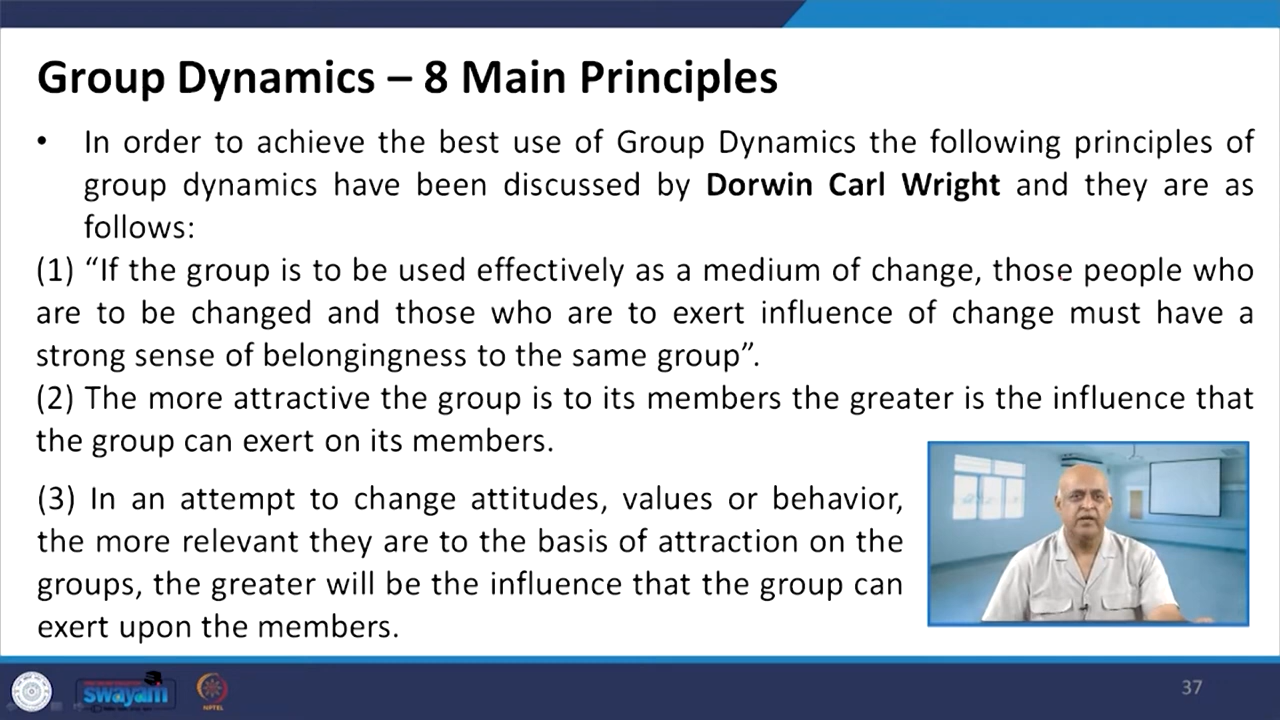 Group Dynamics – 8 Main Principles
• In order to achieve the best use of Group Dynamics the following principles of
group dynamics have been discussed by Dorwin Carl Wright and they are as
follows:
(1) “If the group is to be used effectively as a medium of change, those people who
are to be changed and those who are to exert influence of change must have a
strong sense of belongingness to the same group”.
(2) The more attractive the group is to its members the greater is the influence that
the group can exert on its members.
(3) In an attempt to change attitudes, values or behavior,
the more relevant they are to the basis of attraction on the
groups, the greater will be the influence that the group can
exert upon the members.
swayam
NPTEL
37